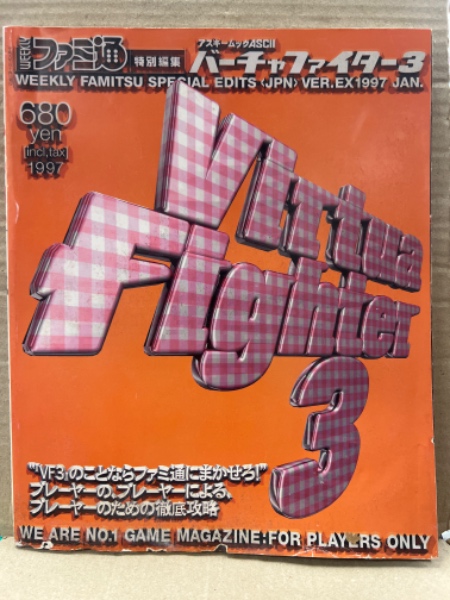 WEEKLY ファミ通 特別編集 アスキームックASCII
バーチャファイター3
WEEKLY FAMITSU SPECIAL EDITS (JPN) VER.EX1997 JAN.
680
yen
[incl,tax]
1997
Virtua
Fighter
3
"『VF3』のことならファミ通にまかせろ!"
プレーヤーの、プレーヤーによる、
プレーヤーのための徹底攻略
WE ARE NO.1 GAME MAGAZINE:FOR PLAYERS ONLY